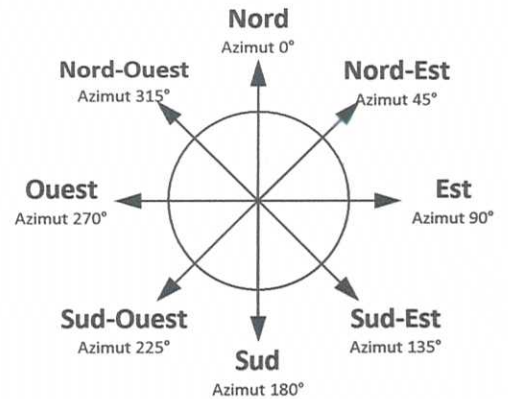 Nord
Azimut 0°
Nord-Ouest
Azimut 315°
Nord-Est
Azimut 45°
Ouest
Azimut 270°
Est
Azimut 90°
Sud-Ouest
Azimut 225°
Sud-Est
Azimut 135°
Sud
Azimut 180°